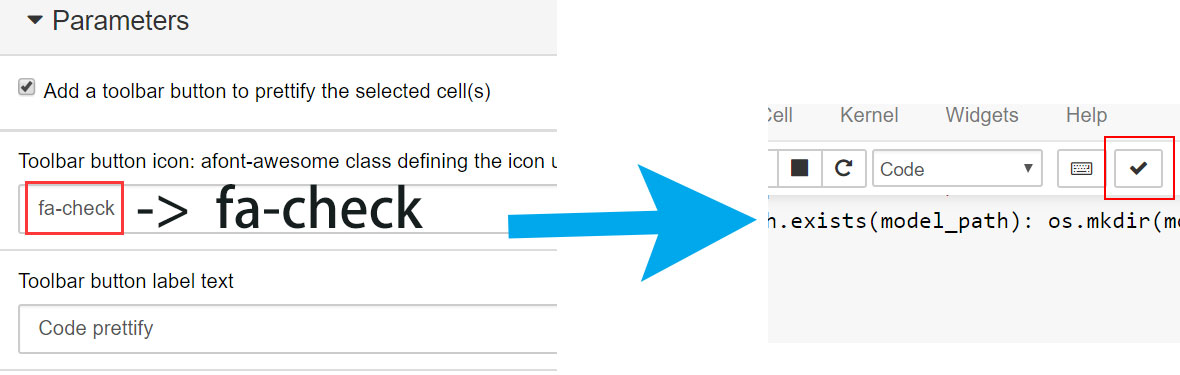 Parameters
Add a toolbar button to prettify the selected cell(s)
Toolbar button icon: afont-awesome class defining the icon u
fa-check -> fa-check
Toolbar button label text
Code prettify
Cell Kernel Widgets Help
Code
h.exists(model_path): os.mkdir(mo